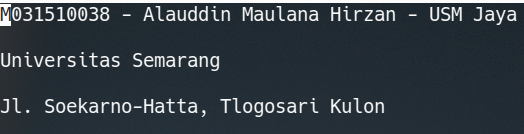 M031510038 - Alauddin Maulana Hirzan - USM Jaya
Universitas Semarang
Jl. Soekarno-Hatta, Tlogosari Kulon